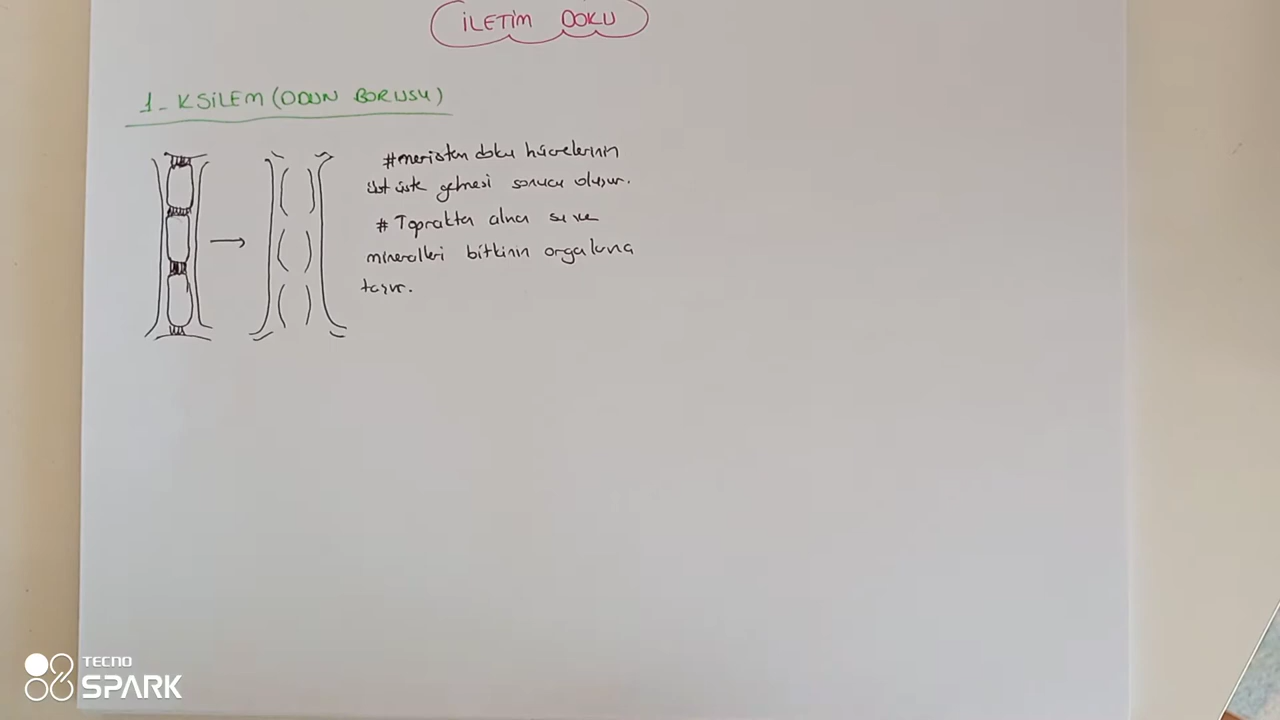 İLETİM DOKU
1- KSİLEM (ODUN BORUSU)
#meristem doku hücrelerinin
üst üste gelmesi sonucu oluşur.
# Topraktan alınan su ve
mineralleri bitkinin organlarına
taşır.
TECNO
SPARK